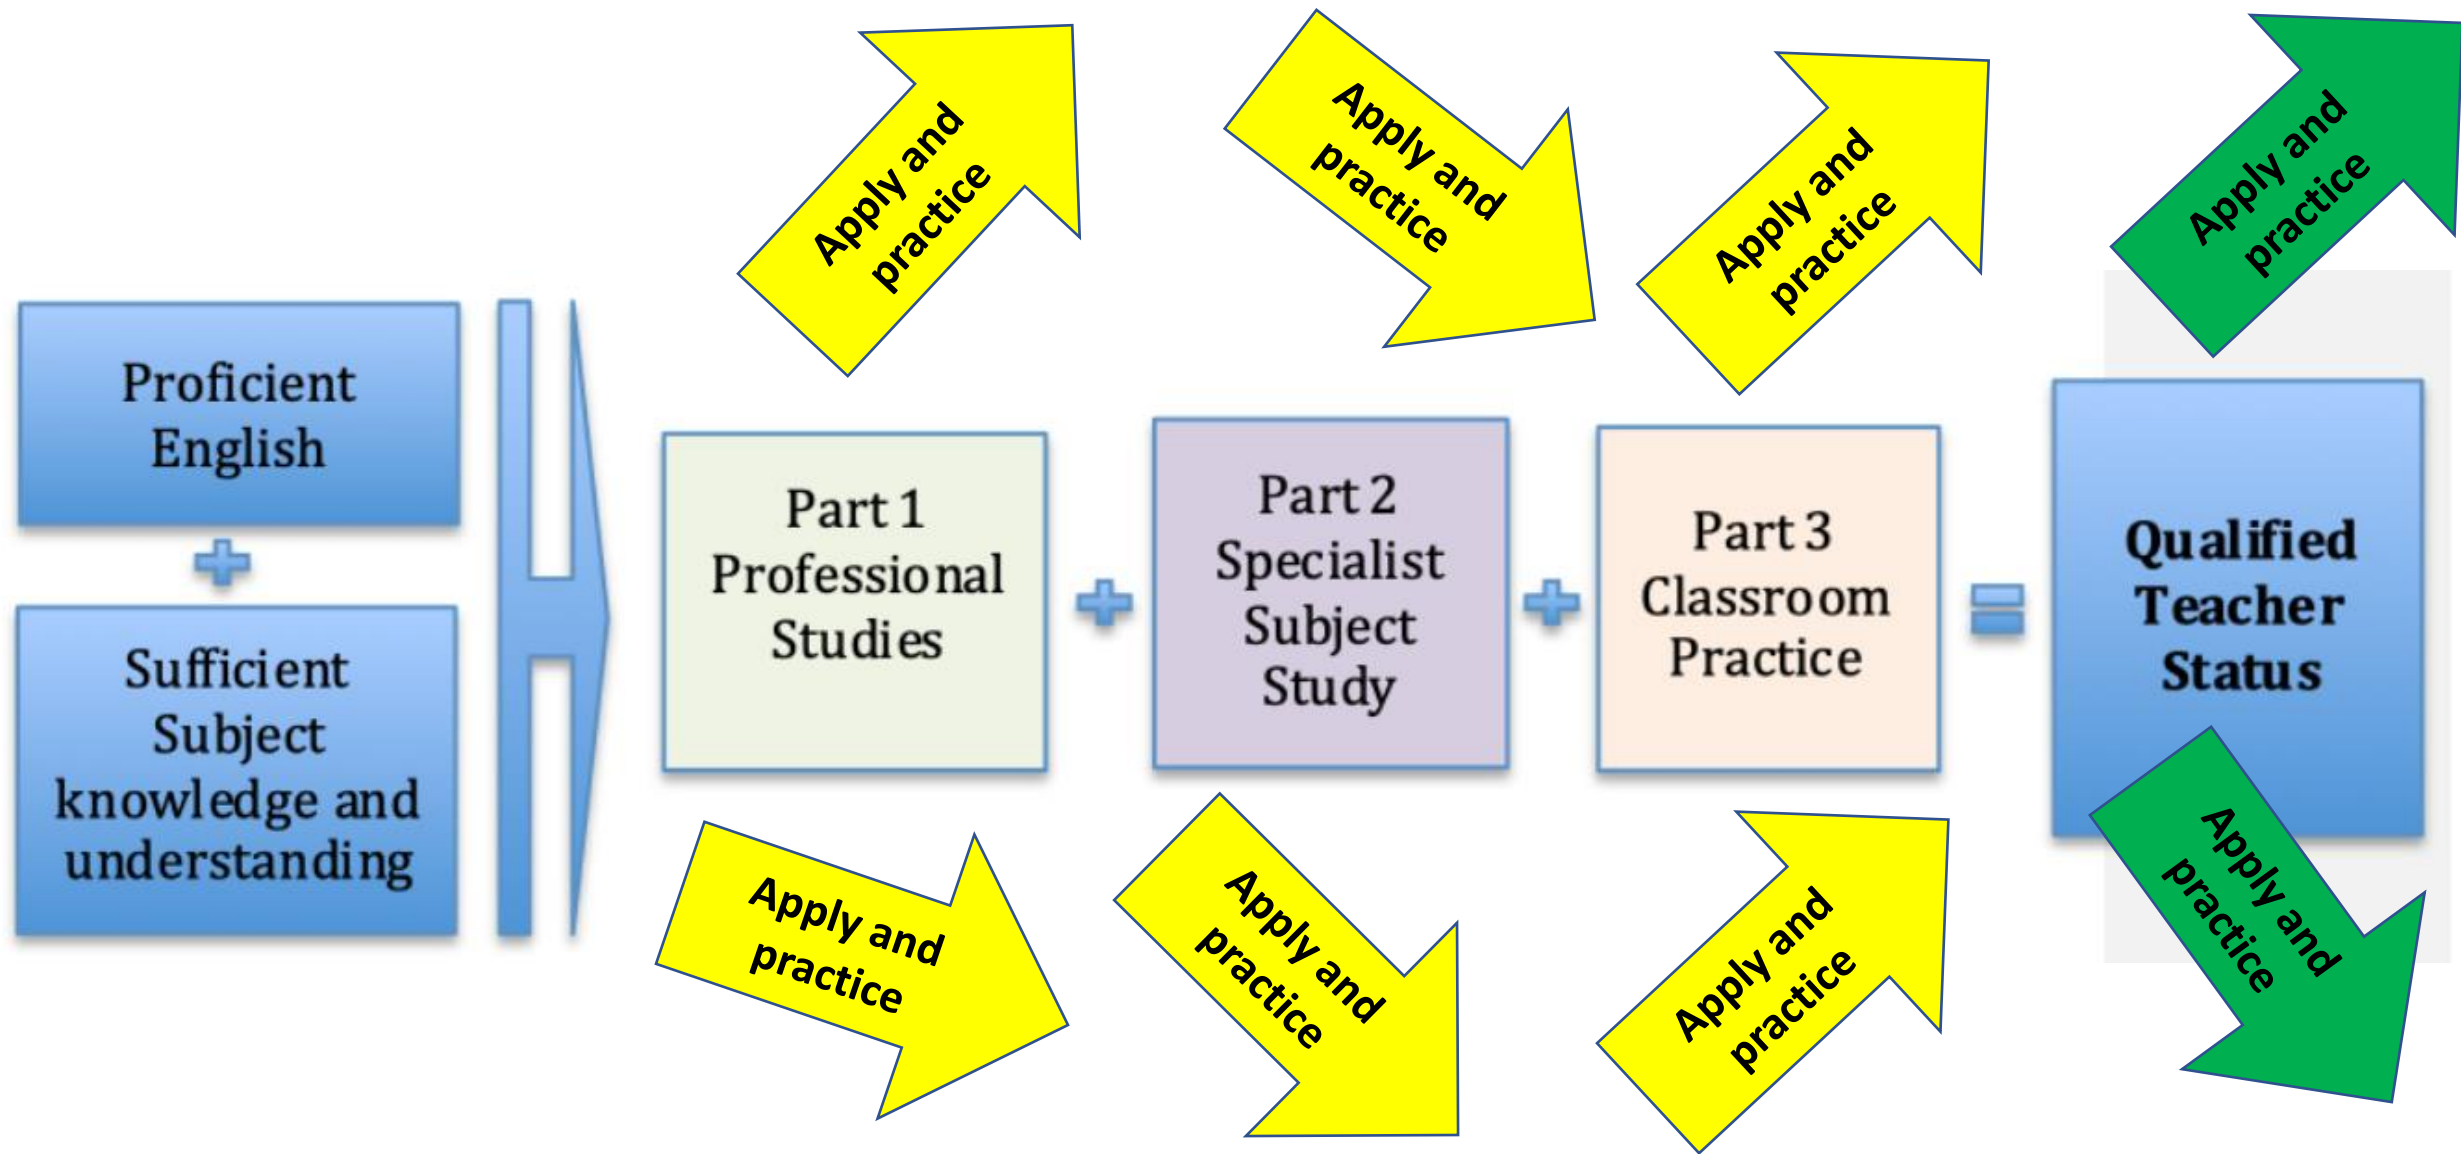 Apply and
practice
Apply and
practice
Apply and
practice
Apply and
practice
Proficient
English
Sufficient
Subject
knowledge and
understanding
Part 1
Professional
Studies
Part 2
Specialist
Subject
Study
Part 3
Classroom
Practice
Qualified
Teacher
Status
Apply and
practice
Apply and
practice
Apply and
practice
Apply and
practice